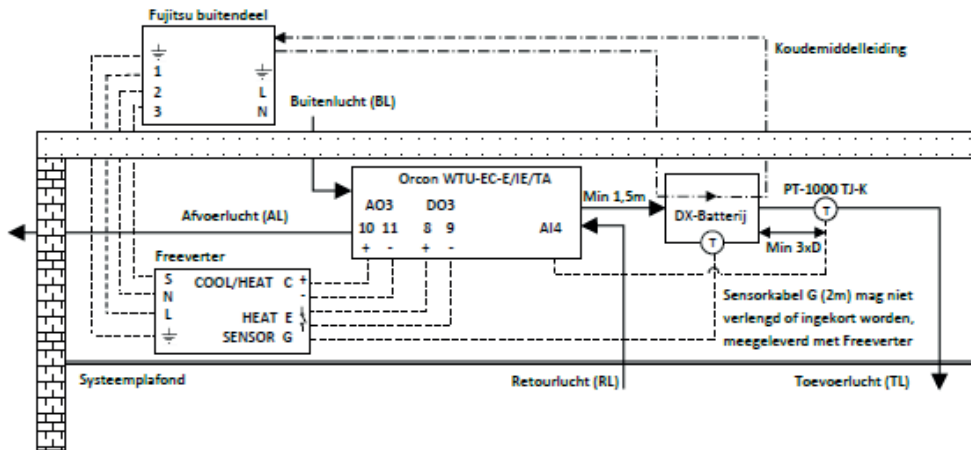 Fujitsu buitendeel
1
2
3
L
N
Koudemiddelleiding
Buitenlucht (BL)
Orcon WTU-EC-E/IE/TA
AO3 DO3
10 11 8 9 AI4
+ - + -
Min 1,5m
DX-Batterij
T
PT-1000 TJ-K
T
Min 3xD
Afvoerlucht (AL)
Freeverter
S
N
L
COOL/HEAT C +
-
HEAT E
SENSOR G
Sensorkabel G (2m) mag niet
verlengd of ingekort worden,
meegeleverd met Freeverter
Systeemplafond
Retourlucht (RL)
Toevoerlucht (TL)